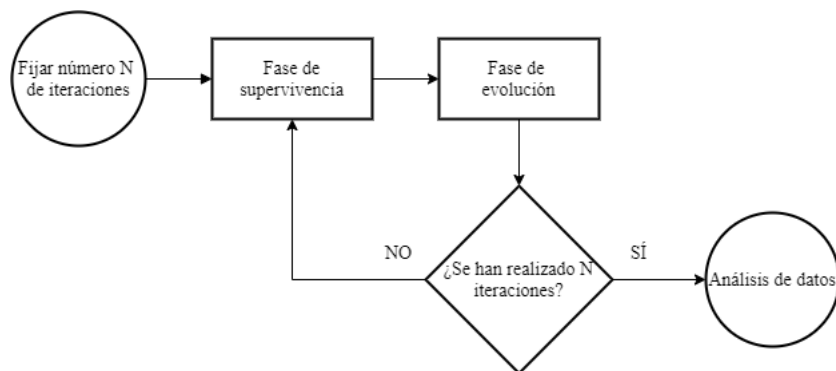 Fijar número N
de iteraciones
Fase de
supervivencia
Fase de
evolución
NO
¿Se han realizado N
iteraciones?
SÍ
Análisis de datos